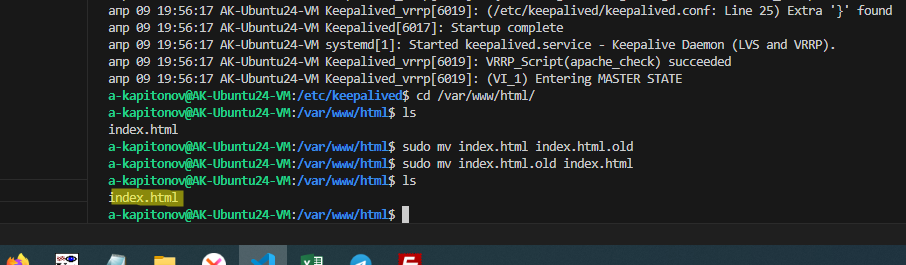 апр 09 19:56:17 AK-Ubuntu24-VM Keepalived_vrrp[6019]: (/etc/keepalived/keepalived.conf: Line 25) Extra '}' found
апр 09 19:56:17 AK-Ubuntu24-VM Keepalived[6017]: Startup complete
апр 09 19:56:17 AK-Ubuntu24-VM systemd[1]: Started keepalived.service - Keepalive Daemon (LVS and VRRP).
апр 09 19:56:17 AK-Ubuntu24-VM Keepalived_vrrp[6019]: VRRP_Script(apache_check) succeeded
апр 09 19:56:17 AK-Ubuntu24-VM Keepalived_vrrp[6019]: (VI_1) Entering MASTER STATE
a-kapitonov@AK-Ubuntu24-VM:/etc/keepalived$ cd /var/www/html/
a-kapitonov@AK-Ubuntu24-VM:/var/www/html$ ls
index.html
a-kapitonov@AK-Ubuntu24-VM:/var/www/html$ sudo mv index.html index.html.old
a-kapitonov@AK-Ubuntu24-VM:/var/www/html$ sudo mv index.html.old index.html
a-kapitonov@AK-Ubuntu24-VM:/var/www/html$ ls
index.html
a-kapitonov@AK-Ubuntu24-VM:/var/www/html$